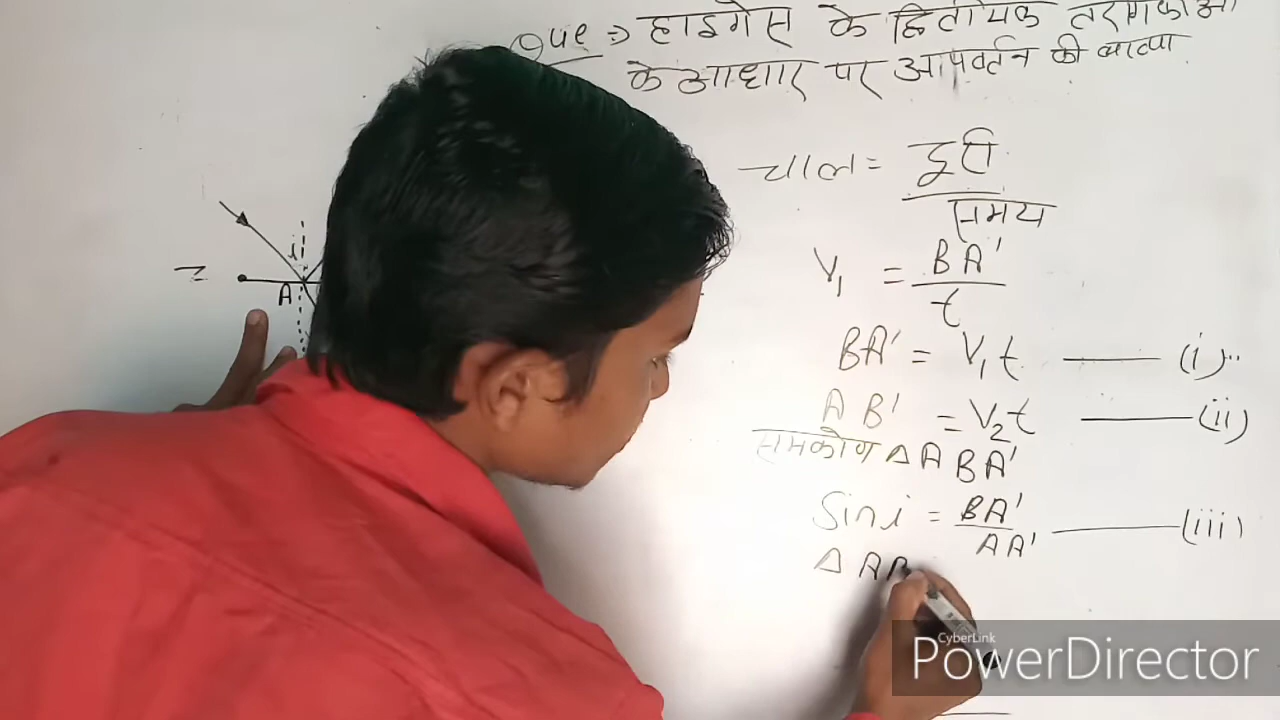 Que ⇒ हाइगेंस के द्वितीयक तरंगिकाओ
के आधार पर अपवर्तन की व्याख्या
चाल = दूरी
समय
V₁ = BA'
t
BA' = V₁t —— (i)
AB' = V₂t —— (ii)
समकोण Δ A BA'
Sin i = BA'
AA' —— (iii)
Δ AB
i
A
CyberLink
PowerDirector